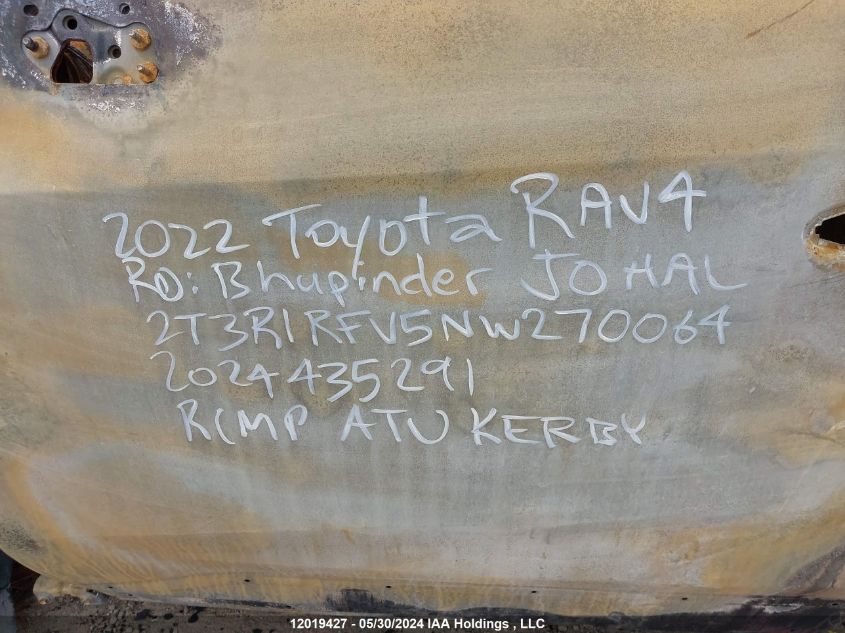 2022 Toyota RAV4
RO: Bhupinder JOHAL
2T3R1RFV5NW270064
2024435291
RCMP ATU KERBY
12019427 - 05/30/2024 IAA Holdings , LLC